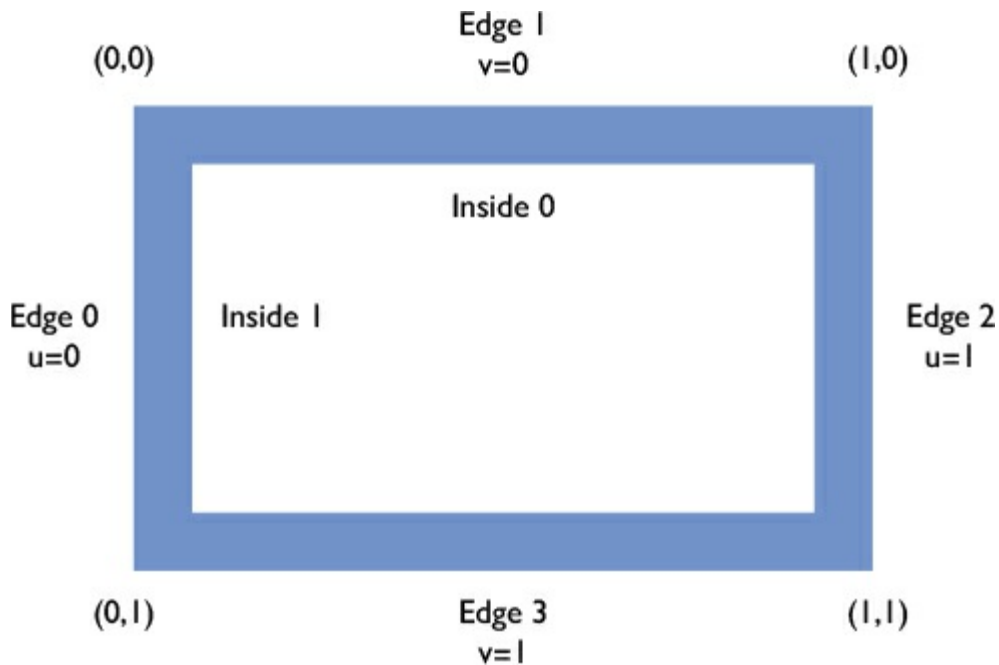 Edge 1
v=0
(0,0)
(1,0)
Inside 0
Edge 0
u=0
Inside 1
Edge 2
u=1
(0,1)
Edge 3
v=1
(1,1)